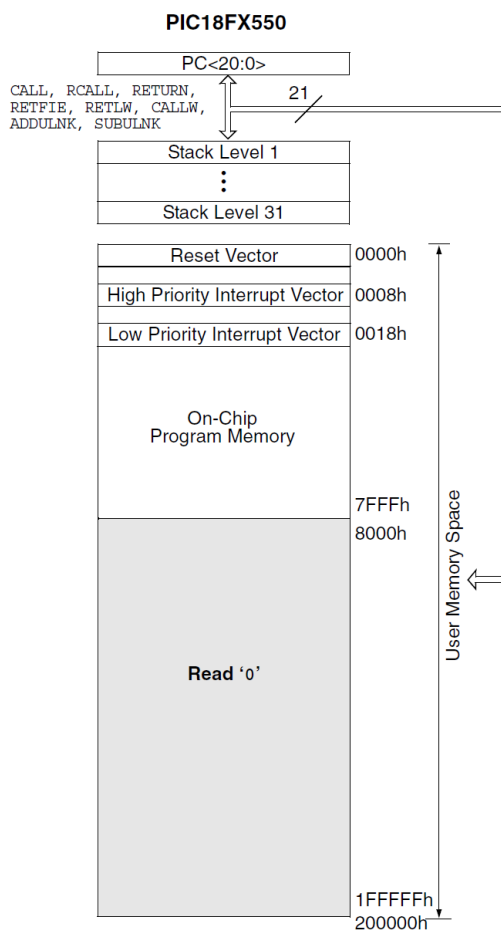 PIC18FX550
PC<20:0>
CALL, RCALL, RETURN,
RETFIE, RETLW, CALLW,
ADDULNK, SUBULNK
21
Stack Level 1
Stack Level 31
Reset Vector
0000h
High Priority Interrupt Vector
0008h
Low Priority Interrupt Vector
0018h
On-Chip
Program Memory
7FFFh
8000h
User Memory Space
Read ‘0’
1FFFFFh
200000h